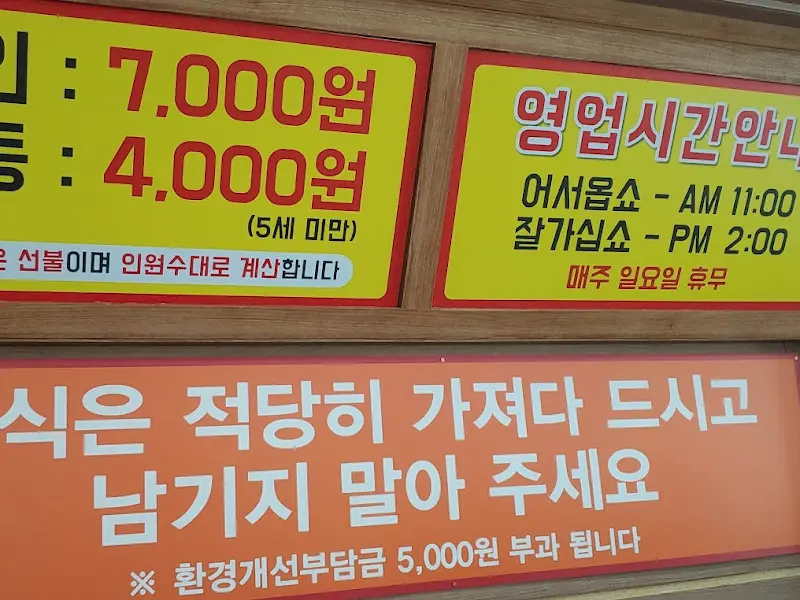 인 : 7,000원
통 : 4,000원
(5세 미만)
은 선불이며 인원수대로 계산합니다
영업시간안내
어서옵쇼 - AM 11:00
잘가십쇼 - PM 2:00
매주 일요일 휴무
식은 적당히 가져다 드시고
남기지 말아 주세요
※ 환경개선부담금 5,000원 부과 됩니다